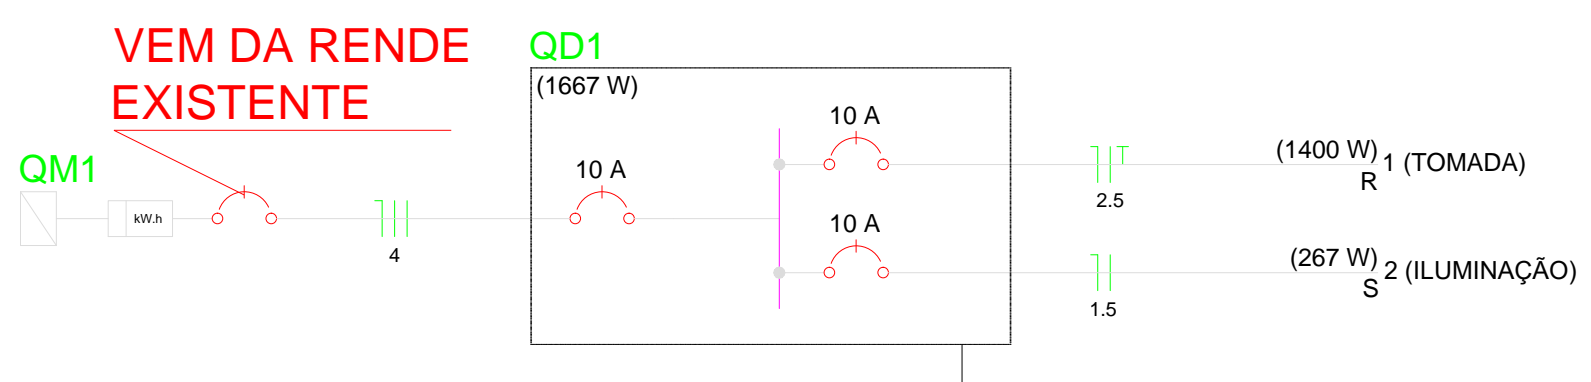 VEM DA RENDE
EXISTENTE
QD1
(1667 W)
10 A
QM1
10 A
kW.h
4
10 A
(1400 W)
1 (TOMADA)
R
2.5
(267 W)
2 (ILUMINAÇÃO)
S
1.5